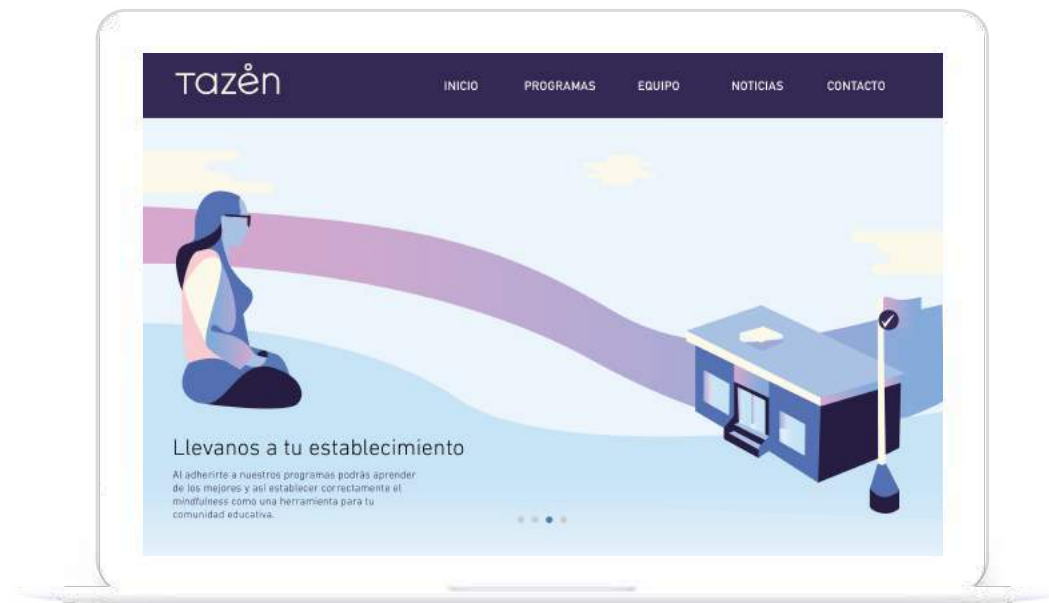 Tazen
INICIO PROGRAMAS EQUIPO NOTICIAS CONTACTO
Llevanos a tu establecimiento
Al adherirte a nuestros programas podrás aprender
de los mejores y así establecer correctamente el
mindfulness como una herramienta para tu
comunidad educativa.